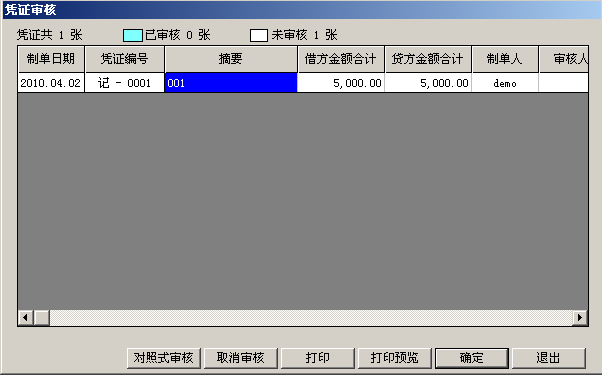 凭证审核
凭证共 1 张 已审核 0 张 未审核 1 张
制单日期 凭证编号 摘要 借方金额合计 贷方金额合计 制单人 审核人
2010.04.02 记 - 0001 001 5,000.00 5,000.00 demo
对照式审核 取消审核 打印 打印预览 确定 退出